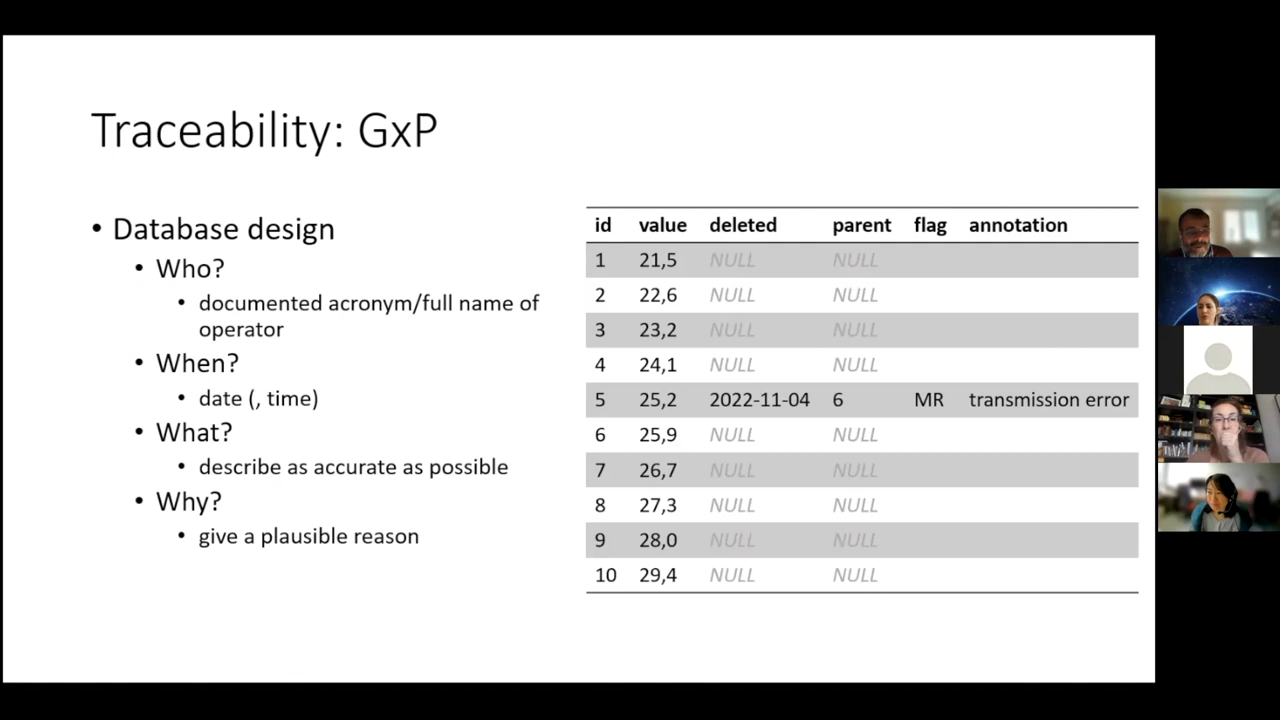 Traceability: GxP
• Database design
• Who?
• documented acronym/full name of
operator
• When?
• date (, time)
• What?
• describe as accurate as possible
• Why?
• give a plausible reason
id value deleted parent flag annotation
1 21,5 NULL NULL
2 22,6 NULL NULL
3 23,2 NULL NULL
4 24,1 NULL NULL
5 25,2 2022-11-04 6 MR transmission error
6 25,9 NULL NULL
7 26,7 NULL NULL
8 27,3 NULL NULL
9 28,0 NULL NULL
10 29,4 NULL NULL